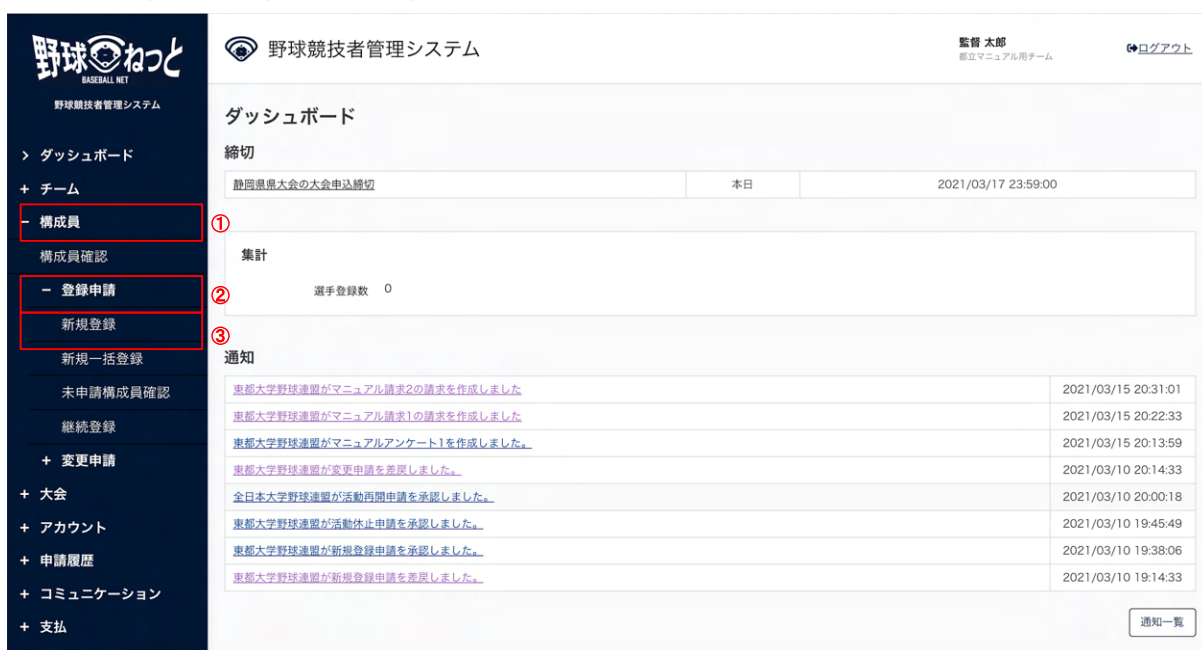 野球ねっと
BASEBALL NET
野球競技者管理システム
> ダッシュボード
+ チーム
− 構成員
①
構成員確認
− 登録申請
②
新規登録
③
新規一括登録
未申請構成員確認
継続登録
+ 変更申請
+ 大会
+ アカウント
+ 申請履歴
+ コミュニケーション
+ 支払
野球競技者管理システム
監督 太郎
都立マニュアル用チーム
ログアウト
ダッシュボード
締切
静岡県県大会の大会申込締切 本日 2021/03/17 23:59:00
集計
選手登録数 0
通知
東都大学野球連盟がマニュアル請求2の請求を作成しました 2021/03/15 20:31:01
東都大学野球連盟がマニュアル請求1の請求を作成しました 2021/03/15 20:22:33
東都大学野球連盟がマニュアルアンケート1を作成しました。 2021/03/15 20:13:59
東都大学野球連盟が変更申請を差戻しました。 2021/03/10 20:14:33
全日本大学野球連盟が活動再開申請を承認しました。 2021/03/10 20:00:18
東都大学野球連盟が活動休止申請を承認しました。 2021/03/10 19:45:49
東都大学野球連盟が新規登録申請を承認しました。 2021/03/10 19:38:06
東都大学野球連盟が新規登録申請を差戻しました。 2021/03/10 19:14:33
通知一覧